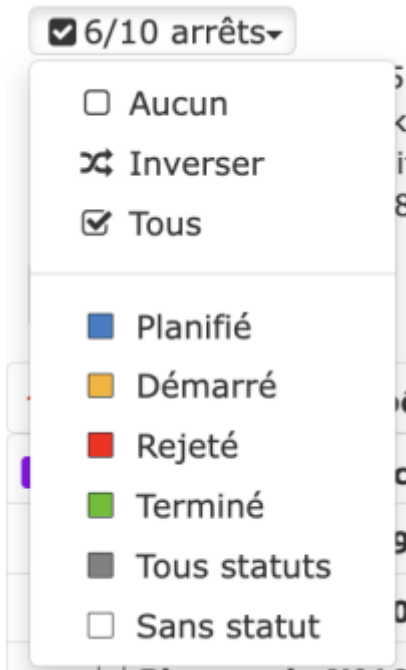 6/10 arrêts
Aucun
Inverser
Tous
Planifié
Démarré
Rejeté
Terminé
Tous statuts
Sans statut